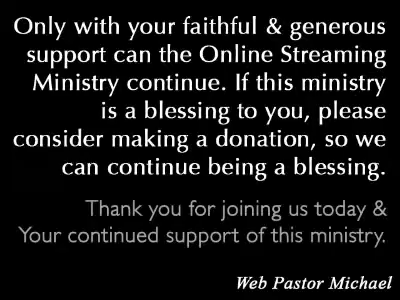 Only with your faithful & generous
support can the Online Streaming
Ministry continue. If this ministry
is a blessing to you, please
consider making a donation, so we
can continue being a blessing.
Thank you for joining us today &
Your continued support of this ministry.
Web Pastor Michael